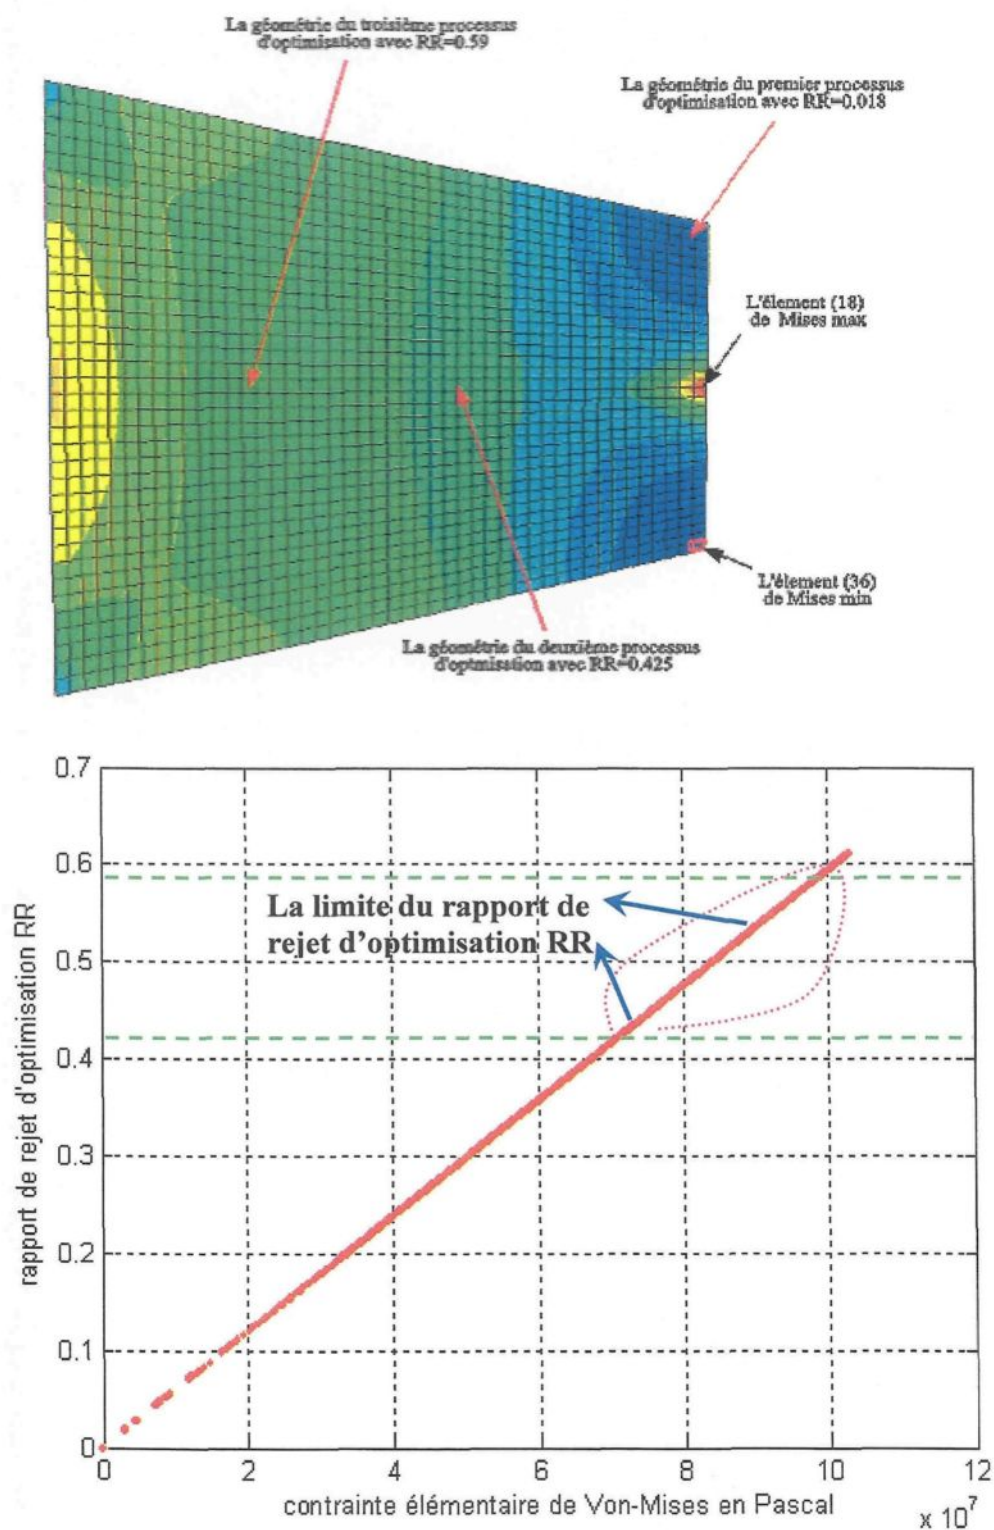 La géométrie du troisième processus
d'optimisation avec RR=0.59
La géométrie du premier processus
d'optimisation avec RR=0.018
L'élement (18)
de Mises max
L'élement (36)
de Mises min
La géométrie du deuxième processus
d'optmisation avec RR=0.425
0.7
0.6
0.5
0.4
0.3
0.2
0.1
0
rapport de rejet d'optimisation RR
La limite du rapport de
rejet d'optimisation RR
0 2 4 6 8 10 12
contrainte élémentaire de Von-Mises en Pascal
x 10^7